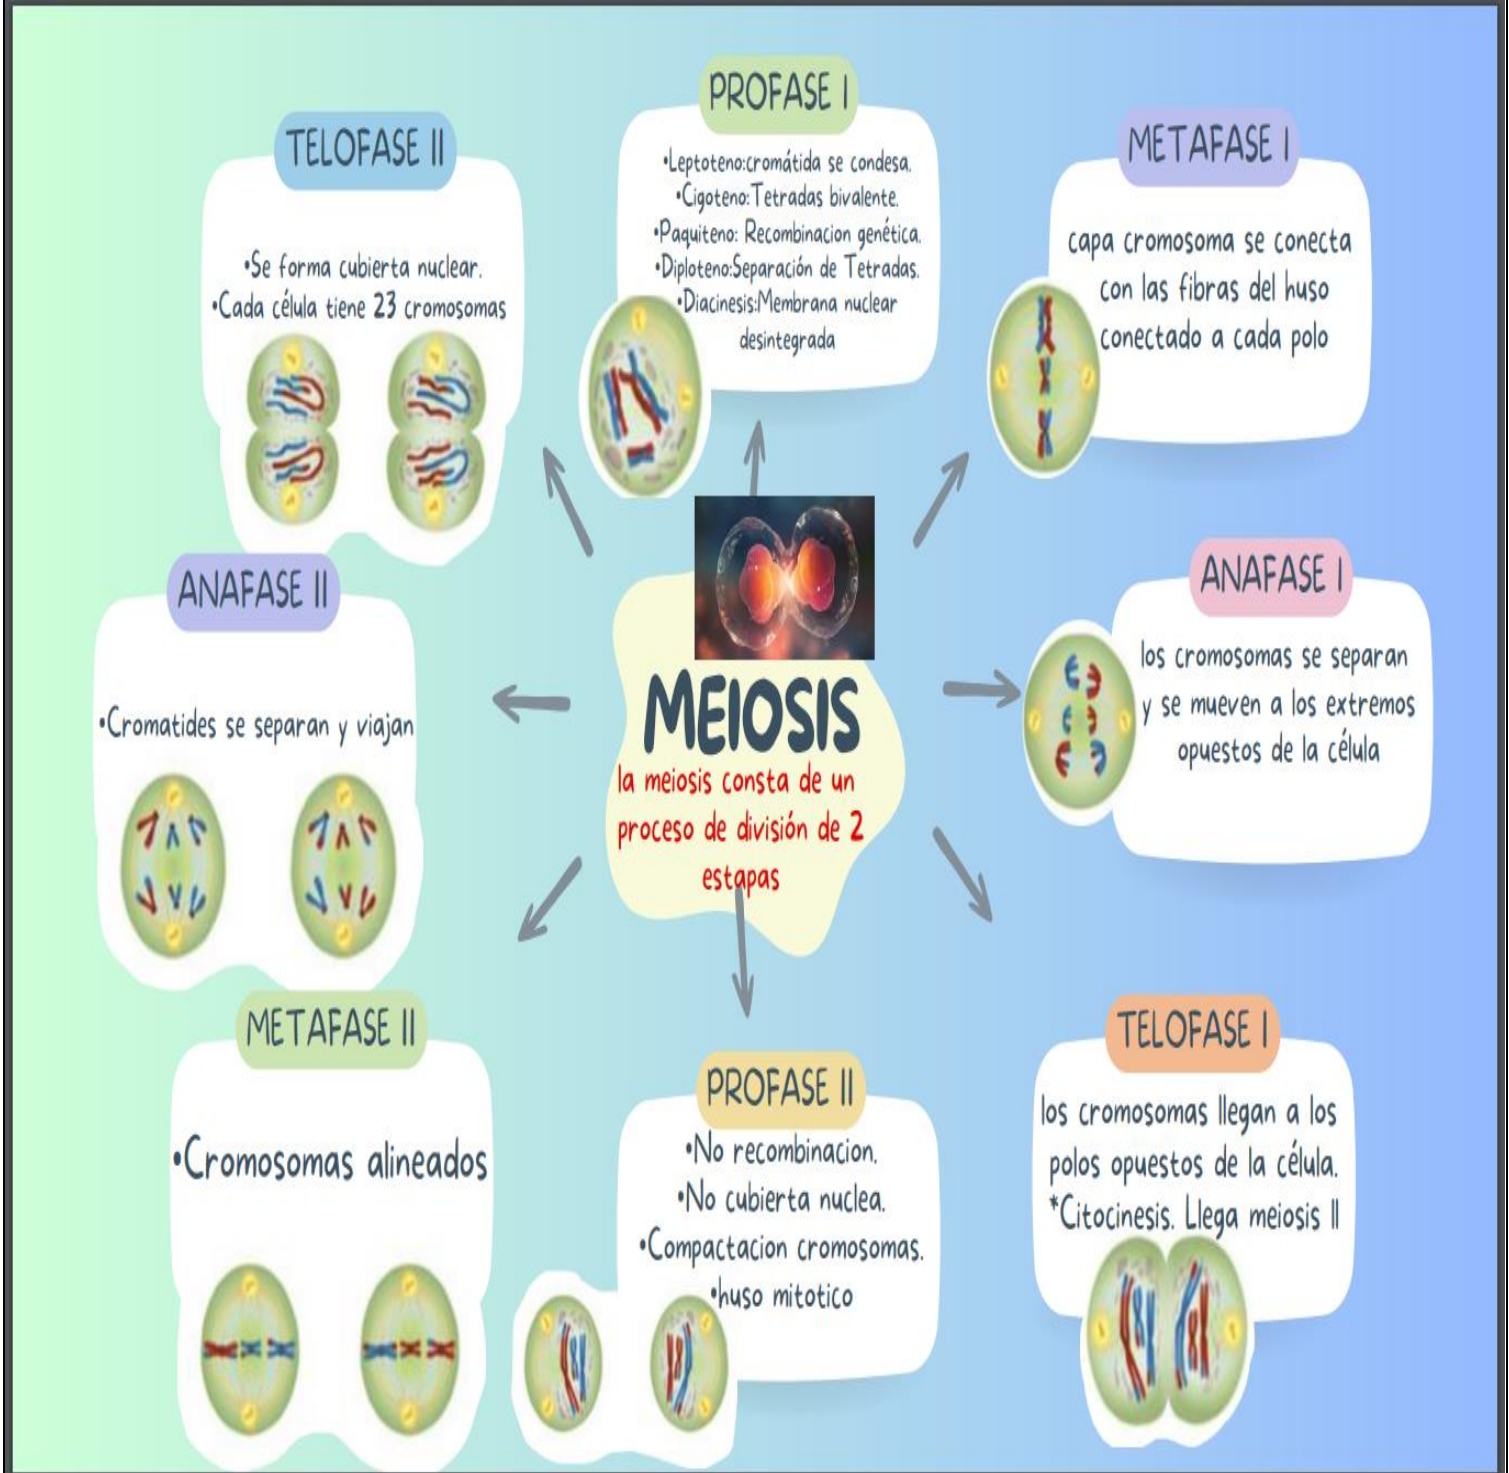 MEIOSIS
la meiosis consta de un
proceso de división de 2
estapas
PROFASE I
•Leptoteno:cromátida se condesa.
•Cigoteno:Tetradas bivalente.
•Paquiteno: Recombinacion genética.
•Diploteno:Separación de Tetradas.
•Diacinesis:Membrana nuclear
desintegrada
METAFASE I
capa cromosoma se conecta
con las fibras del huso
conectado a cada polo
ANAFASE I
los cromosomas se separan
y se mueven a los extremos
opuestos de la célula
TELOFASE I
los cromosomas llegan a los
polos opuestos de la célula.
*Citocinesis. Llega meiosis II
PROFASE II
•No recombinacion.
•No cubierta nuclea.
•Compactacion cromosomas.
•huso mitotico
METAFASE II
•Cromosomas alineados
ANAFASE II
•Cromatides se separan y viajan
TELOFASE II
•Se forma cubierta nuclear.
•Cada célula tiene 23 cromosomas